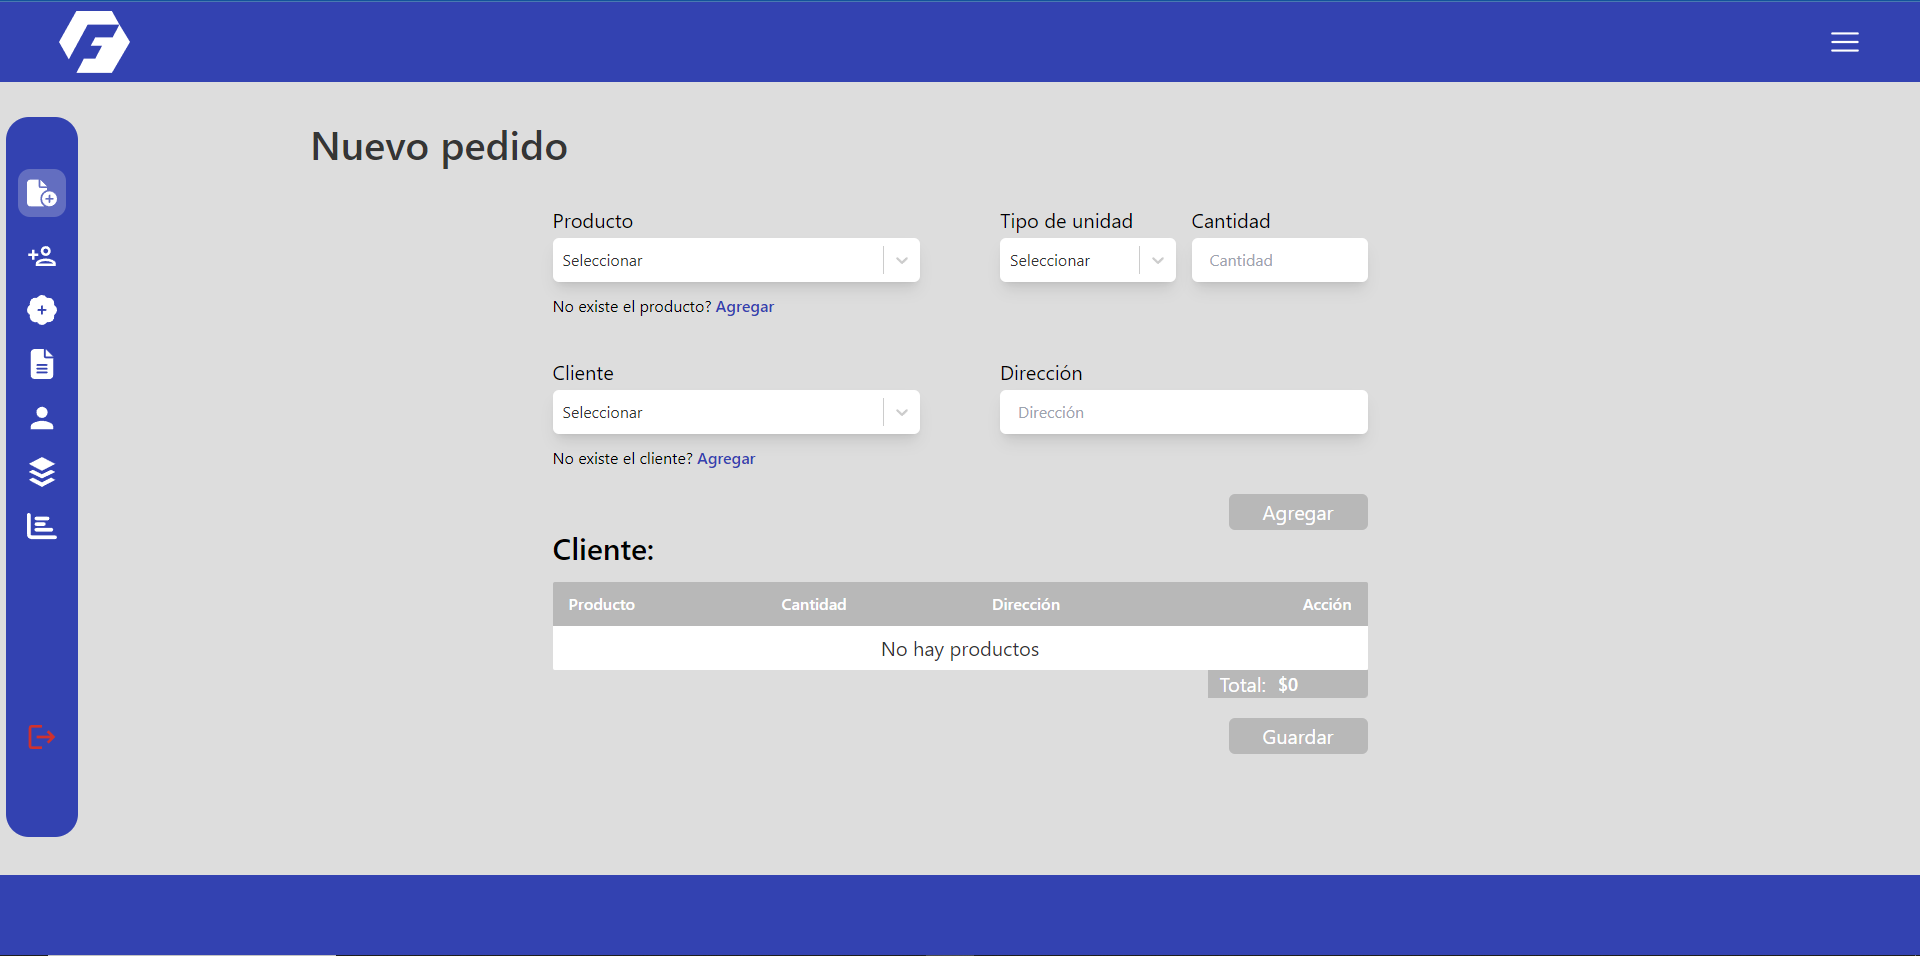 Nuevo pedido
Producto
Tipo de unidad
Cantidad
Seleccionar
Seleccionar
Cantidad
No existe el producto? Agregar
Cliente
Dirección
Seleccionar
Dirección
No existe el cliente? Agregar
Agregar
Cliente:
Producto Cantidad Dirección Acción
No hay productos
Total: $0
Guardar